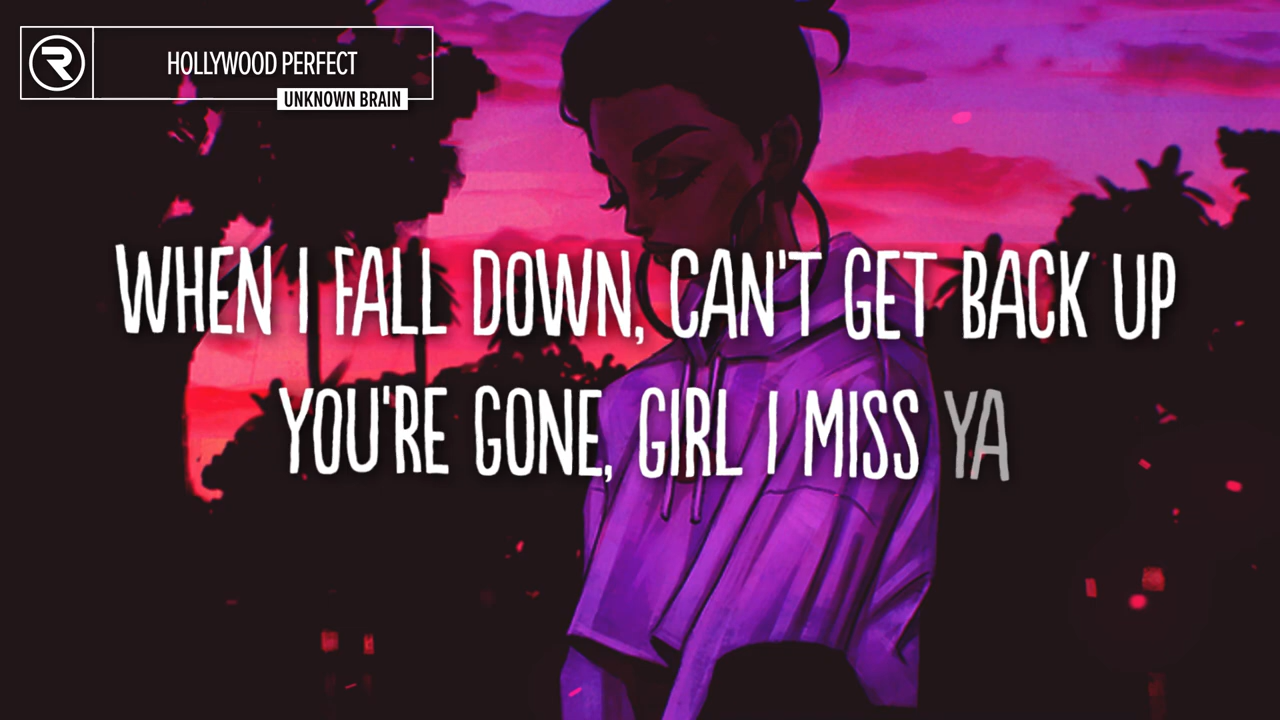 HOLLYWOOD PERFECT
UNKNOWN BRAIN
WHEN I FALL DOWN, CAN'T GET BACK UP
YOU'RE GONE, GIRL I MISS YA